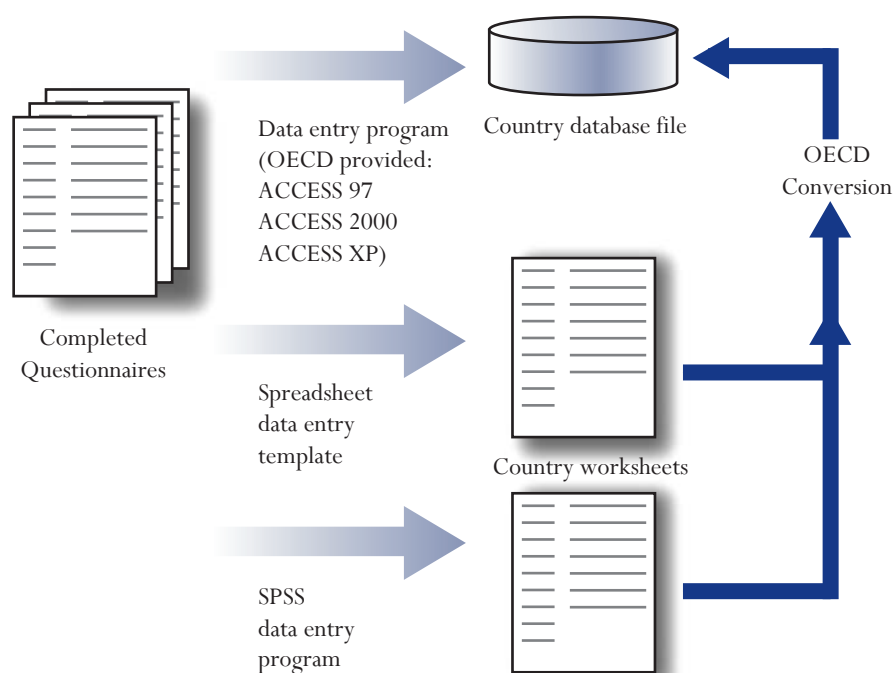 Completed
Questionnaires
Data entry program
(OECD provided:
ACCESS 97
ACCESS 2000
ACCESS XP)
Country database file
OECD
Conversion
Spreadsheet
data entry
template
Country worksheets
SPSS
data entry
program